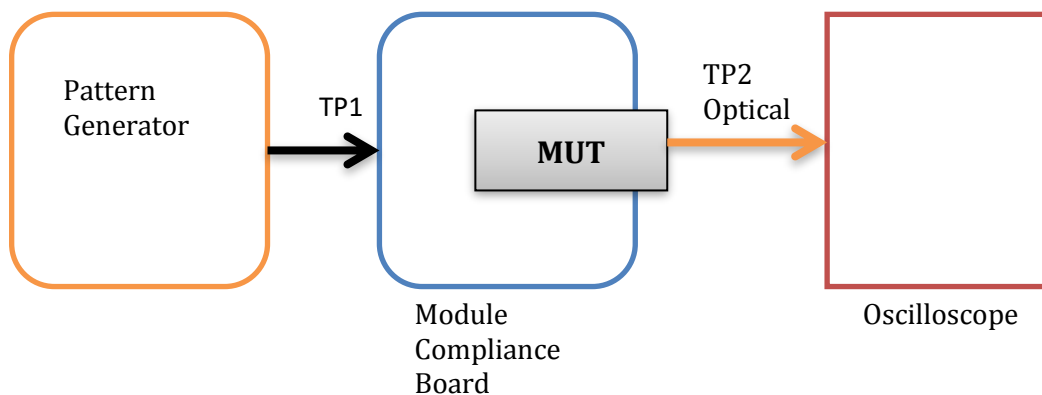 Pattern
Generator
TP1
MUT
TP2
Optical
Module
Compliance
Board
Oscilloscope